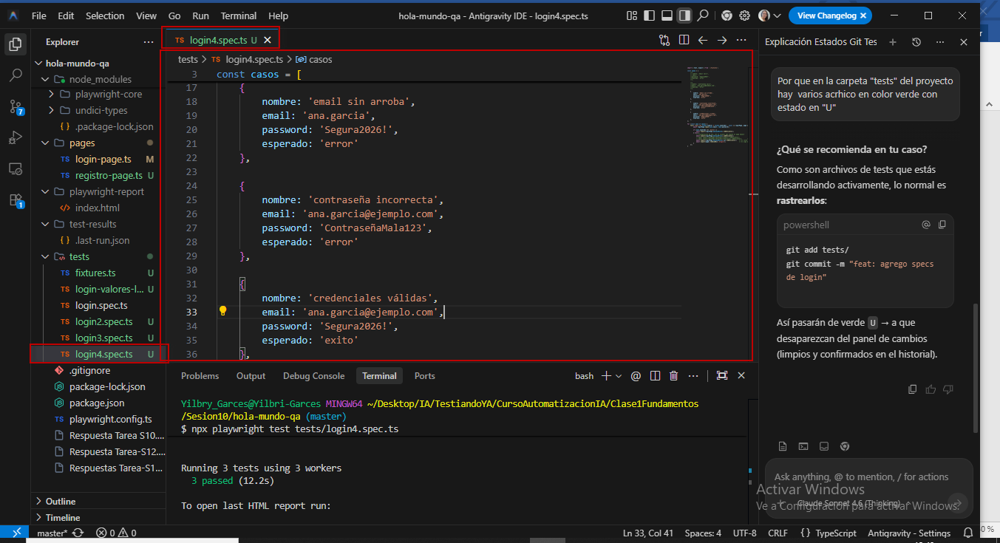 File Edit Selection View Go Run Terminal Help
hola-mundo-qa - Antigravity IDE - login4.spec.ts
View Changelog ×
Explorer ...
hola-mundo-qa
node_modules
playwright-core
undici-types
{ } .package-lock.json
pages
TS login-page.ts M
TS registro-page.ts U
playwright-report
</> index.html
test-results
{ } .last-run.json
tests
TS fixtures.ts U
TS login-valores-l... U
TS login.spec.ts
TS login2.spec.ts U
TS login3.spec.ts U
TS login4.spec.ts U
.gitignore
package-lock.json
package.json
TS playwright.config.ts
Respuesta Tarea S10....
Respuesta Tarea-S12....
Respuestas Tarea-S1...
Outline
Timeline
7
1
TS login4.spec.ts U ×
tests > TS login4.spec.ts > casos
3 const casos = [
17 {
18 nombre: 'email sin arroba',
19 email: 'ana.garcia',
20 password: 'Segura2026!',
21 esperado: 'error'
22 },
23
24 {
25 nombre: 'contraseña incorrecta',
26 email: 'ana.garcia@ejemplo.com',
27 password: 'ContraseñaMala123',
28 esperado: 'error'
29 },
30
31 {
32 nombre: 'credenciales válidas',
33 email: 'ana.garcia@ejemplo.com',
34 password: 'Segura2026!',
35 esperado: 'exito'
36 },
Problems Output Debug Console Terminal Ports
bash
Yilbry_Garces@Yilbri-Garces MINGW64 ~/Desktop/IA/TestiandoYA/CursoAutomatizacionIA/Clase1Fundamentos
/Sesion10/hola-mundo-qa (master)
$ npx playwright test tests/login4.spec.ts
Running 3 tests using 3 workers
3 passed (12.2s)
To open last HTML report run:
Explicación Estados Git Tes
Por que en la carpeta "tests" del proyecto
hay varios acrhico en color verde con
estado en "U"
¿Qué se recomienda en tu caso?
Como son archivos de tests que estás
desarrollando activamente, lo normal es
rastrearlos:
powershell
git add tests/
git commit -m "feat: agrego specs
de login"
Así pasarán de verde U → a que
desaparezcan del panel de cambios
(limpios y confirmados en el historial).
Ask anything, @ to mention, / for actions
Claude Sonnet 4.6 (Thinking)
Activar Windows
Ve a Configuración para activar Windows.
master* 0 0
Ln 33, Col 41 Spaces: 4 UTF-8 CRLF { } TypeScript Antigravity - Settings